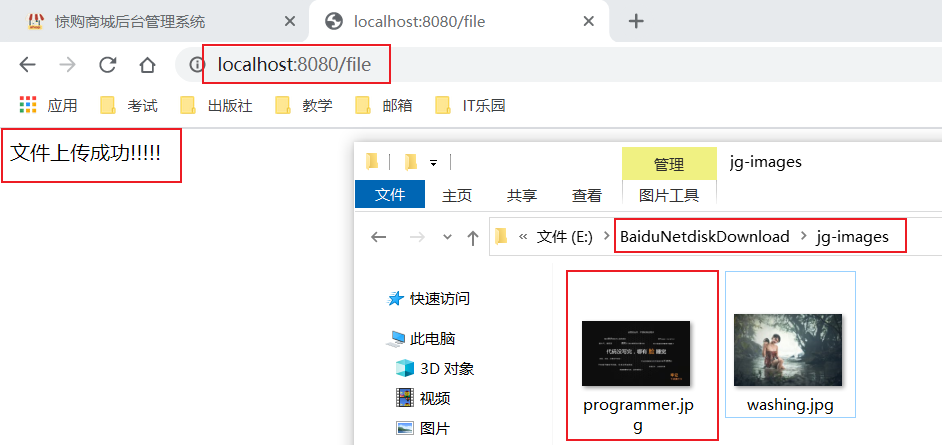 惊购商城后台管理系统
localhost:8080/file
localhost:8080/file
应用 考试 出版社 教学 邮箱 IT乐园
文件上传成功!!!!!
管理 jg-images
文件 主页 共享 查看 图片工具
« 文件 (E:) BaiduNetdiskDownload jg-images
快速访问
此电脑
3D 对象
视频
图片
代码没写完，哪有脸睡觉
programmer.jp
g
washing.jpg